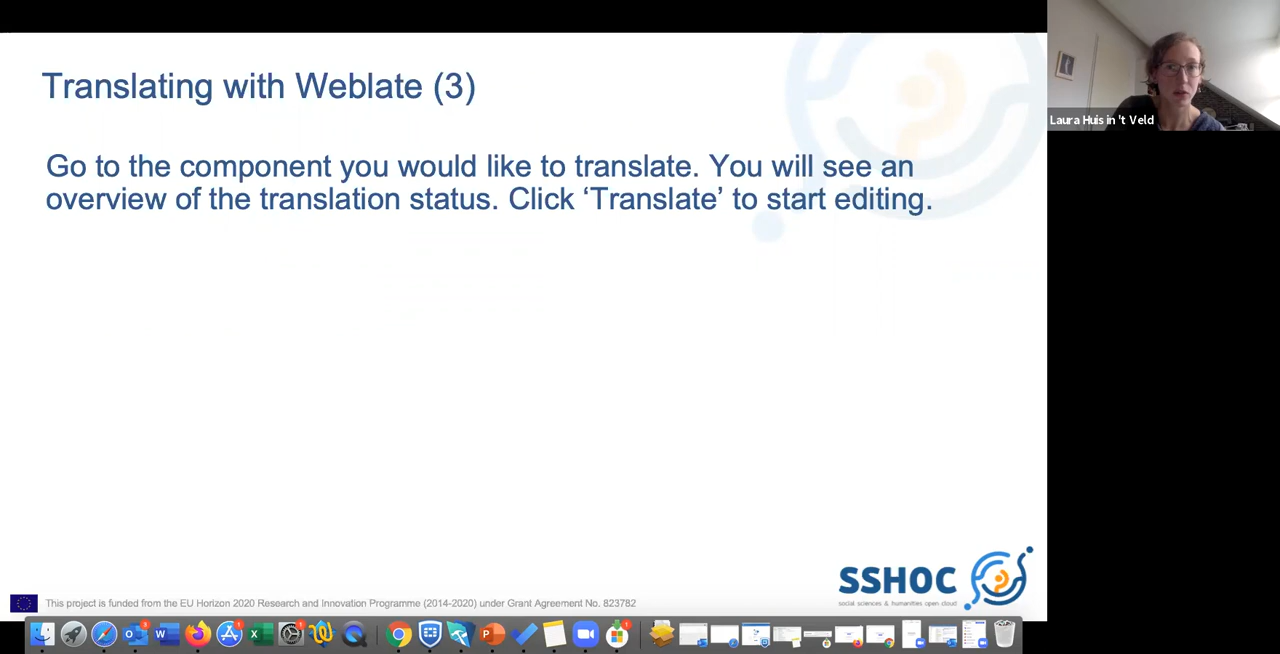 Translating with Weblate (3)
Laura Huis in 't Veld
Go to the component you would like to translate. You will see an
overview of the translation status. Click ‘Translate’ to start editing.
SSHOC
social sciences & humanities open cloud
This project is funded from the EU Horizon 2020 Research and Innovation Programme (2014-2020) under Grant Agreement No. 823782